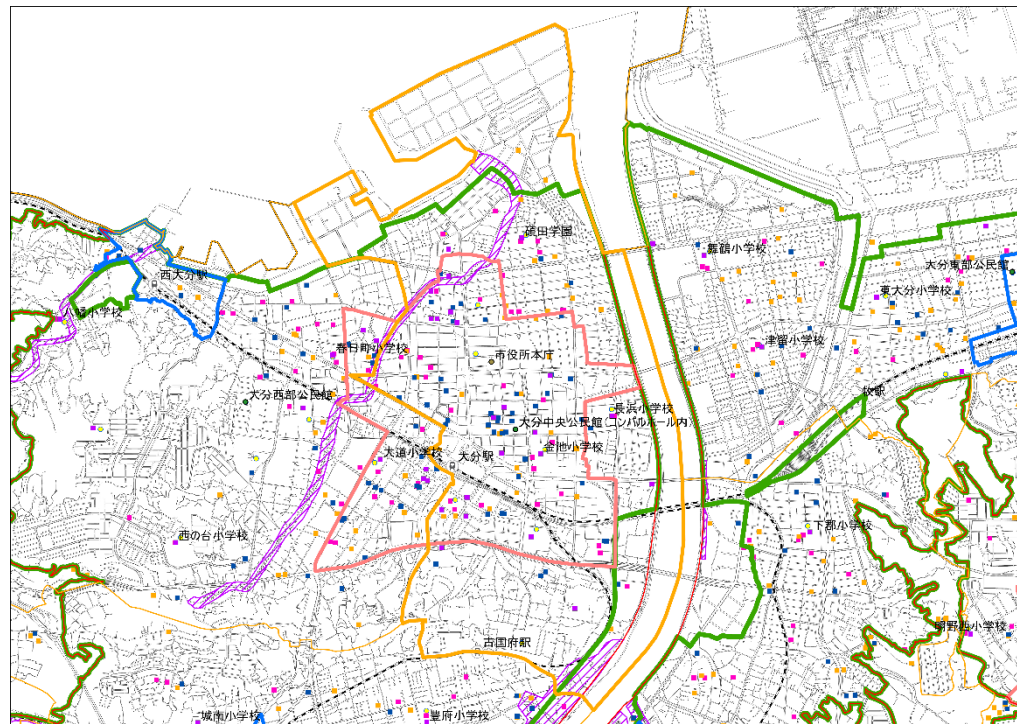 碩田学園
舞鶴小学校
大分東部公民館
西大分駅
東大分小学校
八幡小学校
津留小学校
春日町小学校
市役所本庁
牧駅
大分西部公民館
長浜小学校
大分中央公民館(コンパルホール内)
金池小学校
大道小学校
大分駅
下郡小学校
西の台小学校
明野西小学校
古国府駅
城南小学校
豊府小学校